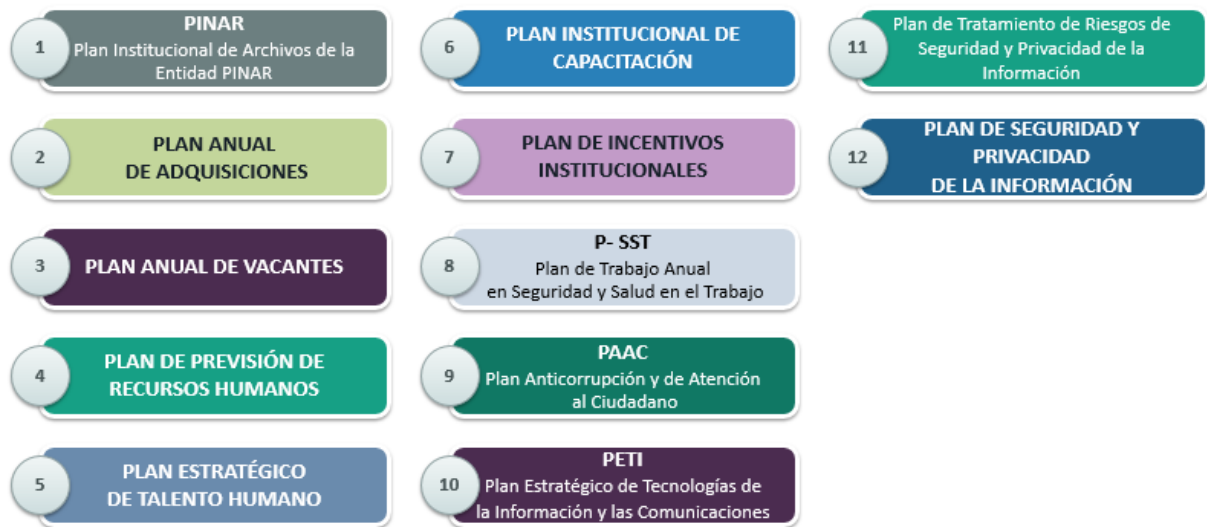 1
PINAR
Plan Institucional de Archivos de la
Entidad PINAR
2
PLAN ANUAL
DE ADQUISICIONES
3
PLAN ANUAL DE VACANTES
4
PLAN DE PREVISIÓN DE
RECURSOS HUMANOS
5
PLAN ESTRATÉGICO
DE TALENTO HUMANO
6
PLAN INSTITUCIONAL DE
CAPACITACIÓN
7
PLAN DE INCENTIVOS
INSTITUCIONALES
8
P- SST
Plan de Trabajo Anual
en Seguridad y Salud en el Trabajo
9
PAAC
Plan Anticorrupción y de Atención
al Ciudadano
10
PETI
Plan Estratégico de Tecnologías de
la Información y las Comunicaciones
11
Plan de Tratamiento de Riesgos de
Seguridad y Privacidad de la
Información
12
PLAN DE SEGURIDAD Y
PRIVACIDAD
DE LA INFORMACIÓN